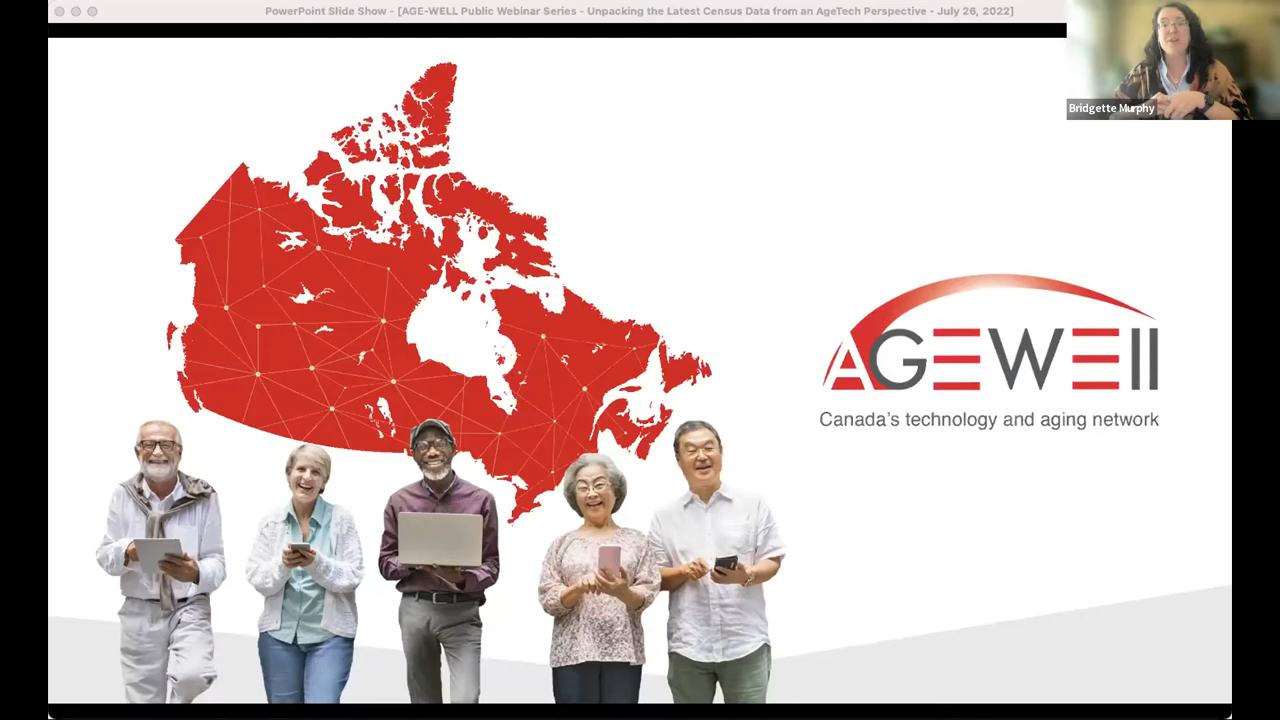 PowerPoint Slide Show - [AGE-WELL Public Webinar Series - Unpacking the Latest Census Data from an AgeTech Perspective - July 26, 2022]
Bridgette Murphy
AGEWELL
Canada's technology and aging network